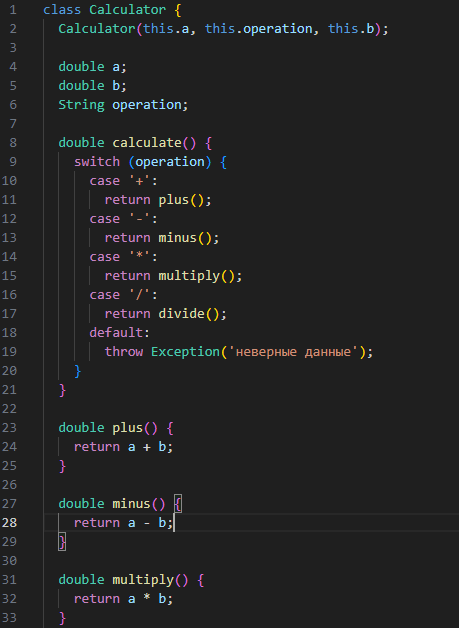 1 class Calculator {
2 Calculator(this.a, this.operation, this.b);
3
4 double a;
5 double b;
6 String operation;
7
8 double calculate() {
9 switch (operation) {
10 case '+':
11 return plus();
12 case '-':
13 return minus();
14 case '*':
15 return multiply();
16 case '/':
17 return divide();
18 default:
19 throw Exception('неверные данные');
20 }
21 }
22
23 double plus() {
24 return a + b;
25 }
26
27 double minus() {
28 return a - b;
29 }
30
31 double multiply() {
32 return a * b;
33 }